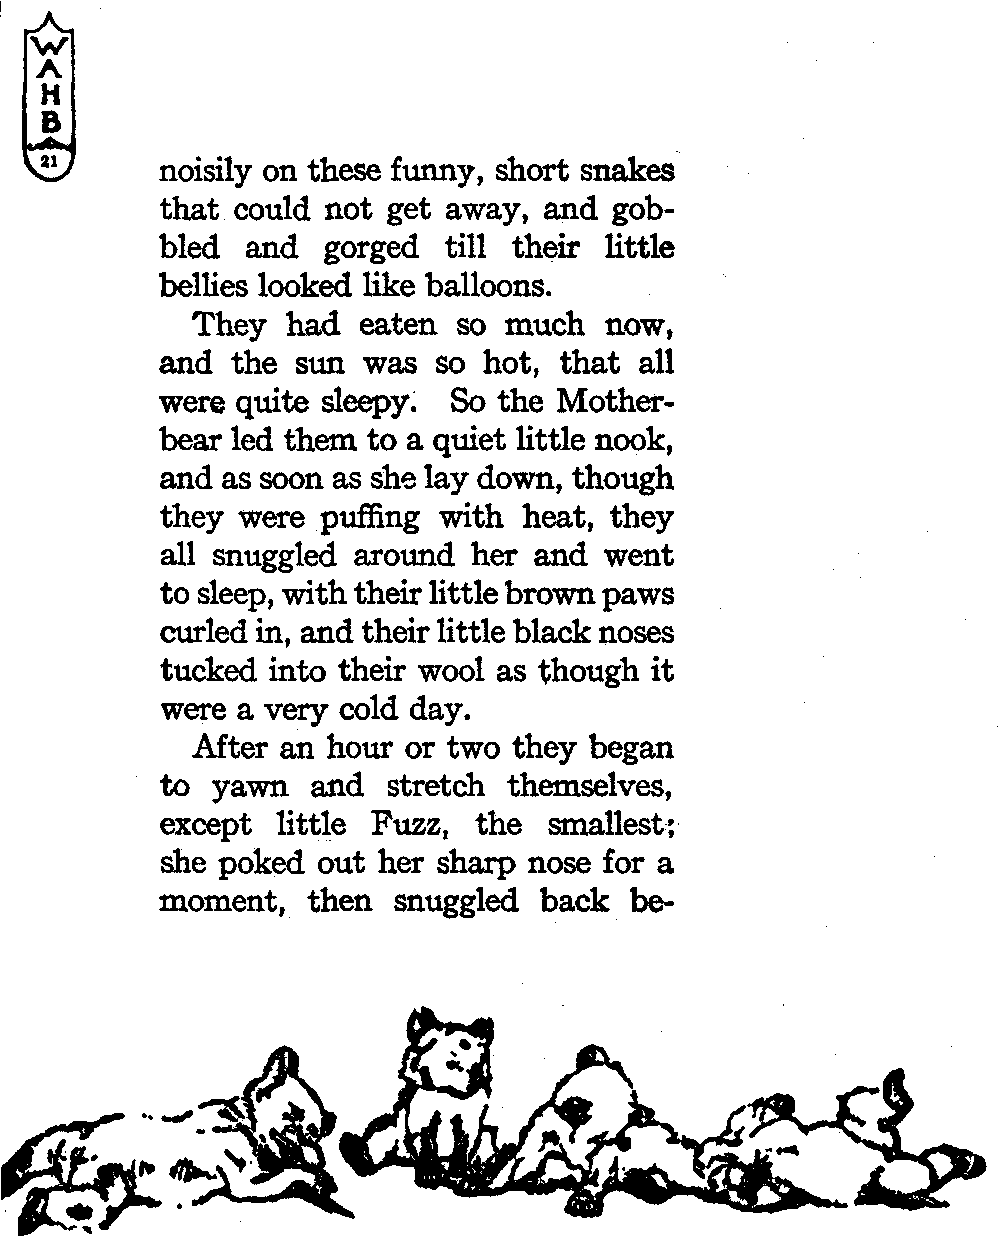 W
A
H
B
21
noisily on these funny, short snakes
that could not get away, and gob-
bled and gorged till their little
bellies looked like balloons.
They had eaten so much now,
and the sun was so hot, that all
were quite sleepy. So the Mother-
bear led them to a quiet little nook,
and as soon as she lay down, though
they were puffing with heat, they
all snuggled around her and went
to sleep, with their little brown paws
curled in, and their little black noses
tucked into their wool as though it
were a very cold day.
After an hour or two they began
to yawn and stretch themselves,
except little Fuzz, the smallest;
she poked out her sharp nose for a
moment, then snuggled back be-